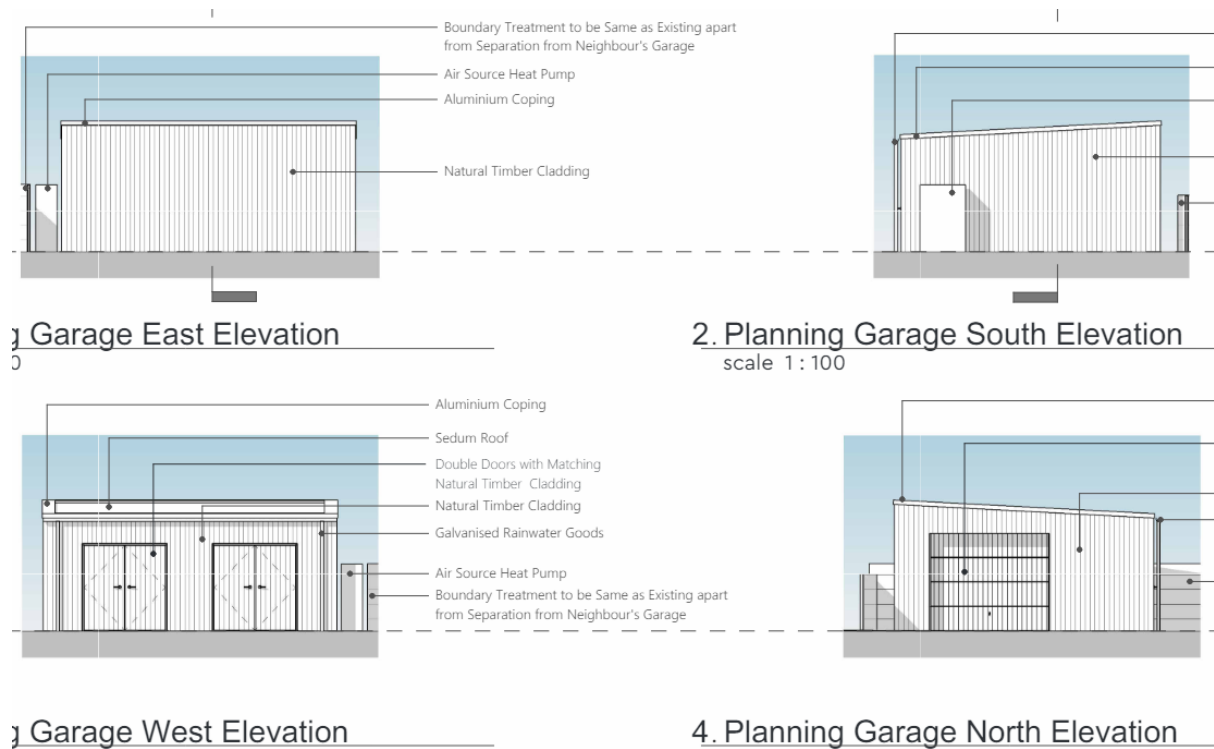 Boundary Treatment to be Same as Existing apart
from Separation from Neighbour's Garage
Air Source Heat Pump
Aluminium Coping
Natural Timber Cladding
g Garage East Elevation
0
2. Planning Garage South Elevation
scale 1:100
Aluminium Coping
Sedum Roof
Double Doors with Matching
Natural Timber Cladding
Natural Timber Cladding
Galvanised Rainwater Goods
Air Source Heat Pump
Boundary Treatment to be Same as Existing apart
from Separation from Neighbour's Garage
g Garage West Elevation
4. Planning Garage North Elevation